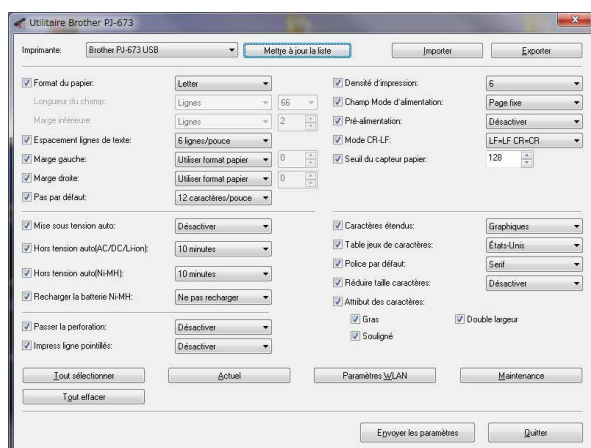 Utilitaire Brother PJ-673
Imprimante: Brother PJ-673 USB Mettre à jour la liste Importer Exporter
Format du papier: Letter
Longueur du champ: Lignes 66
Marge inférieure: Lignes 2
Espacement lignes de texte: 6 lignes/pouce
Marge gauche: Utiliser format papier 0
Marge droite: Utiliser format papier 0
Pas par défaut: 12 caractères/pouce
Densité d'impression: 6
Champ Mode d'alimentation: Page fixe
Pré-alimentation: Désactiver
Mode CR-LF: LF=LF CR=CR
Seuil du capteur papier: 128
Mise sous tension auto: Désactiver
Hors tension auto(AC/DC/Li-ion): 10 minutes
Hors tension auto(Ni-MH): 10 minutes
Recharger la batterie Ni-MH: Ne pas recharger
Passer la perforation: Désactiver
Impress ligne pointillés: Désactiver
Caractères étendus: Graphiques
Table jeux de caractères: États-Unis
Police par défaut: Serif
Réduire taille caractères: Désactiver
Attribut des caractères:
Gras Double largeur
Souligné
Tout sélectionner Actuel Paramètres WLAN Maintenance
Tout effacer
Envoyer les paramètres Quitter